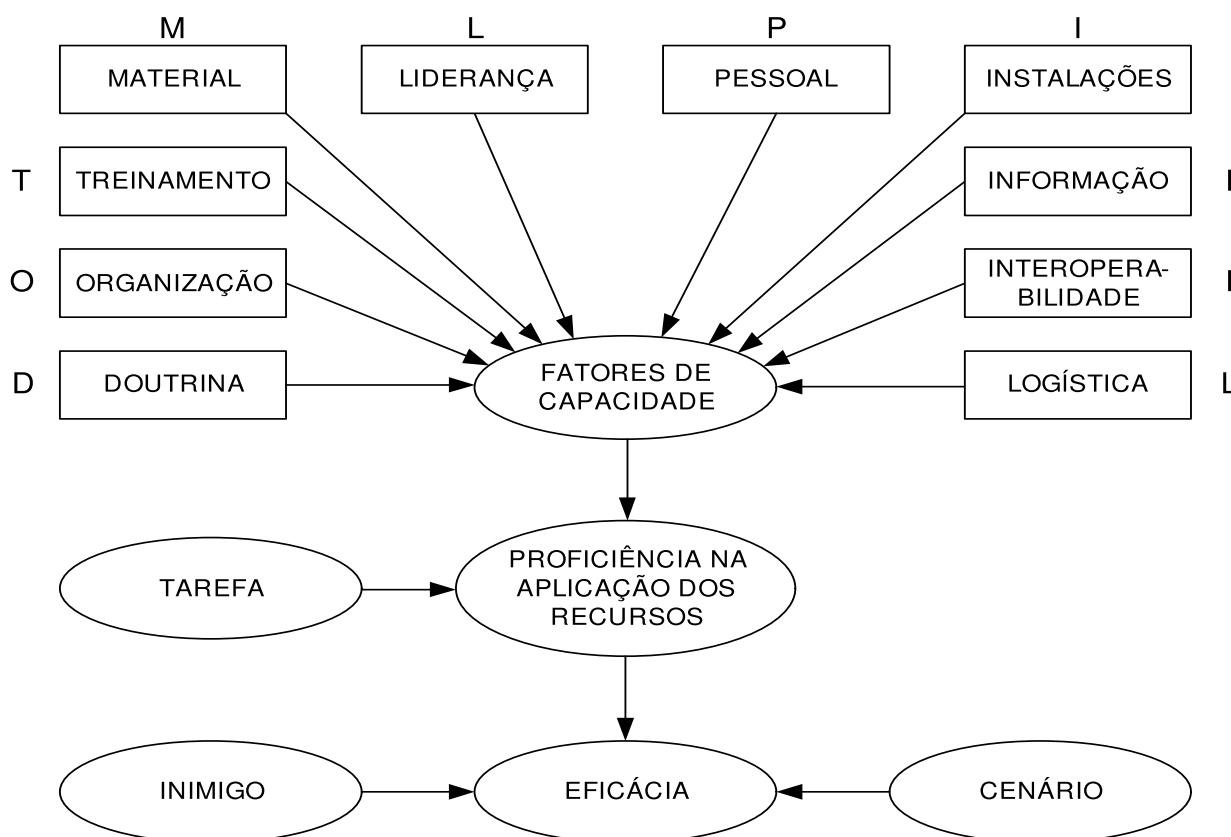 M
L
P
I
MATERIAL
LIDERANÇA
PESSOAL
INSTALAÇÕES
T
TREINAMENTO
INFORMAÇÃO
I
O
ORGANIZAÇÃO
INTEROPERA-
BILIDADE
I
D
DOUTRINA
FATORES DE
CAPACIDADE
LOGÍSTICA
L
TAREFA
PROFICIÊNCIA NA
APLICAÇÃO DOS
RECURSOS
INIMIGO
EFICÁCIA
CENÁRIO